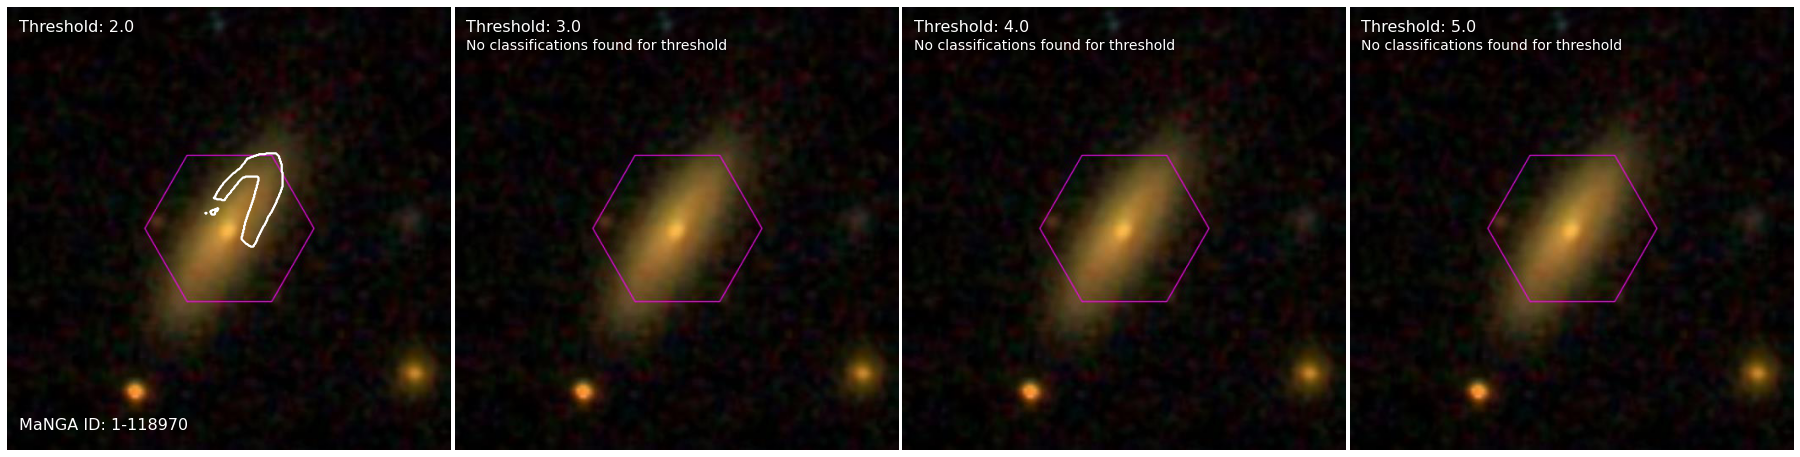 Threshold: 2.0
Threshold: 3.0
No classifications found for threshold
Threshold: 4.0
No classifications found for threshold
Threshold: 5.0
No classifications found for threshold
MaNGA ID: 1-118970